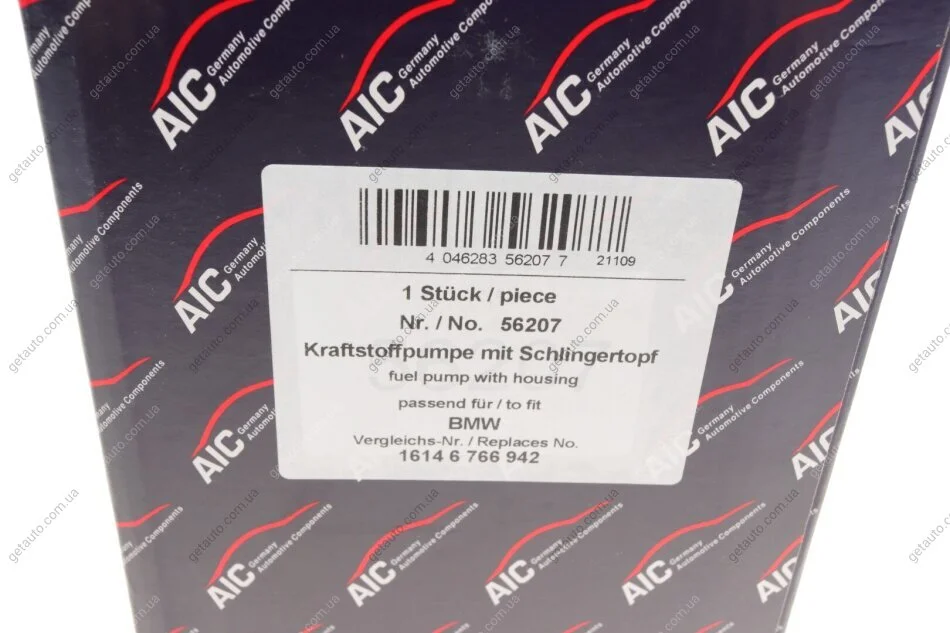 AIC Germany
Automotive Components
4 046283 56207 7 21109
1 Stück / piece
Nr. / No. 56207
Kraftstoffpumpe mit Schlingertopf
fuel pump with housing
passend für / to fit
BMW
Vergleichs-Nr. / Replaces No.
1614 6 766 942
getauto.com.ua